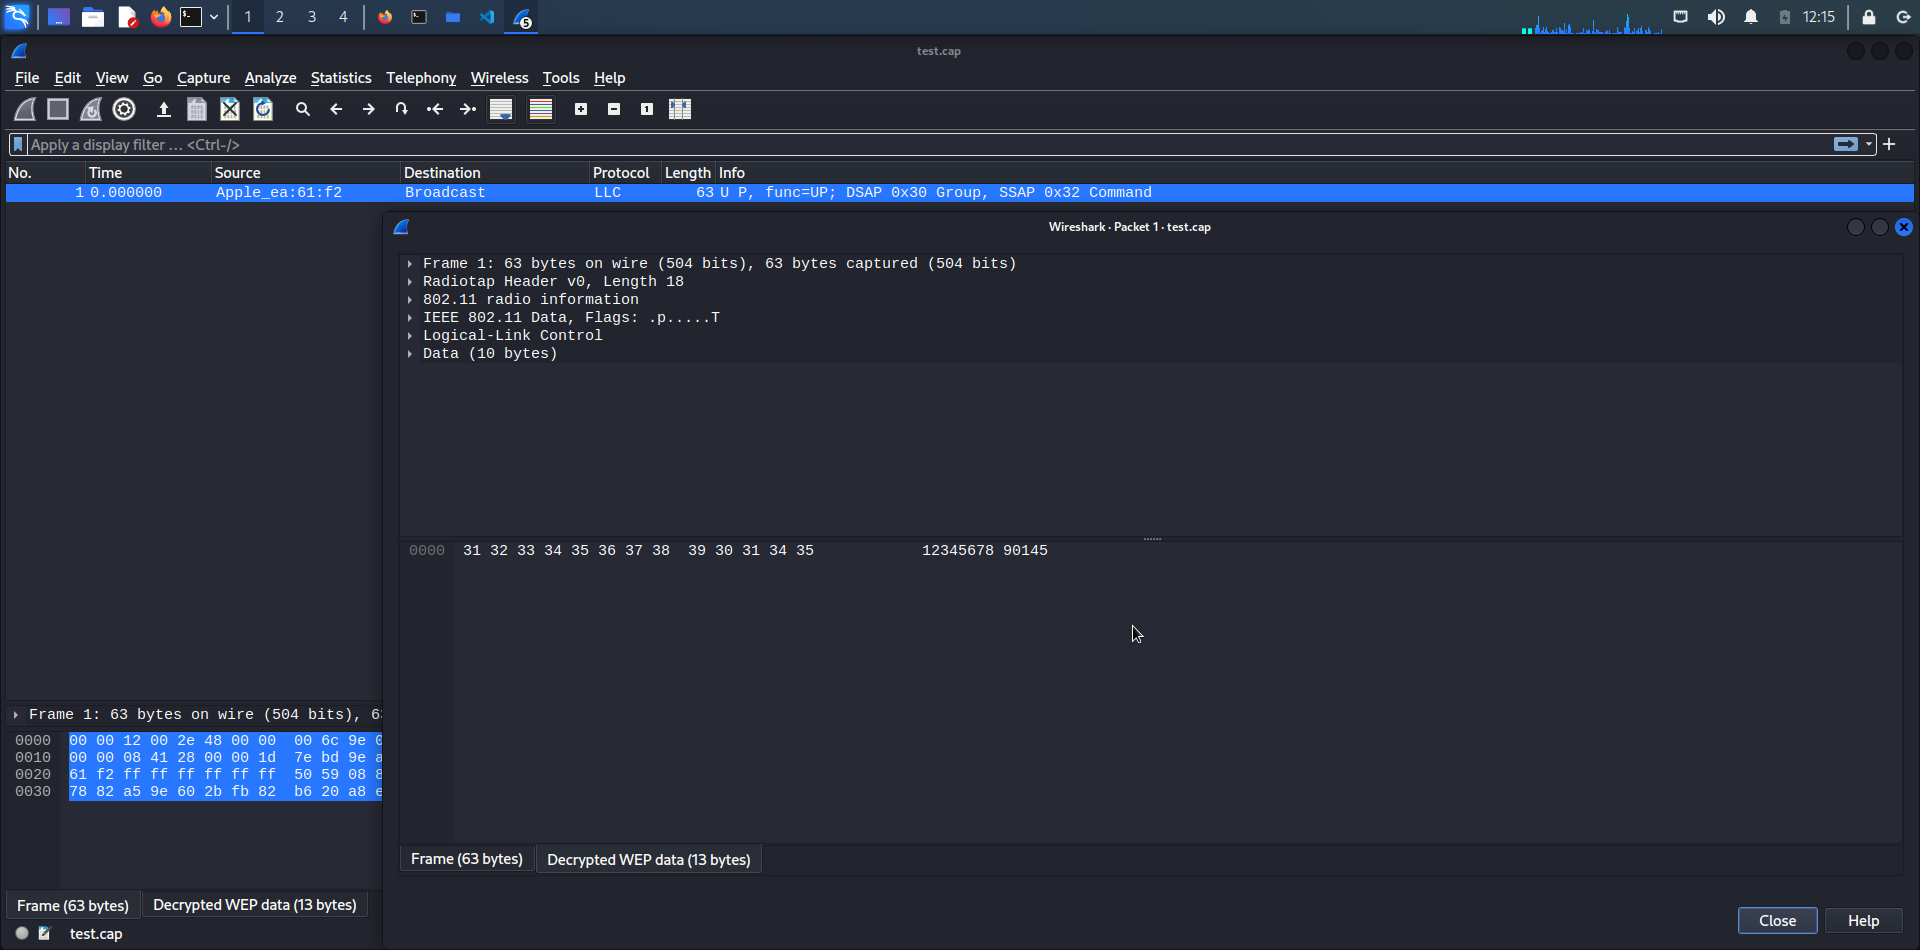 1 2 3 4 5 12:15
test.cap
File Edit View Go Capture Analyze Statistics Telephony Wireless Tools Help
Apply a display filter … <Ctrl-/>
No. Time Source Destination Protocol Length Info
1 0.000000 Apple_ea:61:f2 Broadcast LLC 63 U P, func=UP; DSAP 0x30 Group, SSAP 0x32 Command
Wireshark · Packet 1 · test.cap
Frame 1: 63 bytes on wire (504 bits), 63 bytes captured (504 bits)
Radiotap Header v0, Length 18
802.11 radio information
IEEE 802.11 Data, Flags: .p.....T
Logical-Link Control
Data (10 bytes)
0000 31 32 33 34 35 36 37 38 39 30 31 34 35 12345678 90145
Frame (63 bytes) Decrypted WEP data (13 bytes)
Close Help
Frame 1: 63 bytes on wire (504 bits), 6
0000 00 00 12 00 2e 48 00 00 00 6c 9e
0010 00 00 08 41 28 00 00 1d 7e bd 9e
0020 61 f2 ff ff ff ff ff ff 50 59 08
0030 78 82 a5 9e 60 2b fb 82 b6 20 a8
Frame (63 bytes) Decrypted WEP data (13 bytes)
test.cap